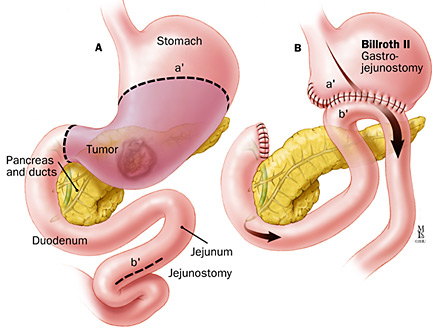 A
Stomach
a'
Tumor
Pancreas
and ducts
Duodenum
Jejunum
b'
Jejunostomy
B
Billroth II
Gastro-
jejunostomy
a'
b'